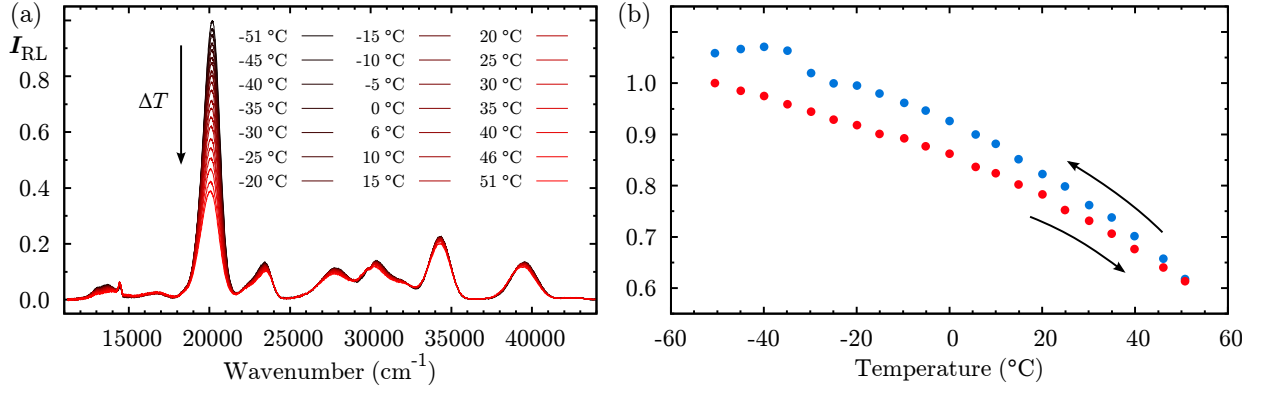 (a)
I_RL
0.8
0.6
0.4
0.2
0.0
ΔT
-51 °C -15 °C 20 °C
-45 °C -10 °C 25 °C
-40 °C -5 °C 30 °C
-35 °C 0 °C 35 °C
-30 °C 6 °C 40 °C
-25 °C 10 °C 46 °C
-20 °C 15 °C 51 °C
15000 20000 25000 30000 35000 40000
Wavenumber (cm⁻¹)
(b)
1.0
0.9
0.8
0.7
0.6
-60 -40 -20 0 20 40 60
Temperature (°C)